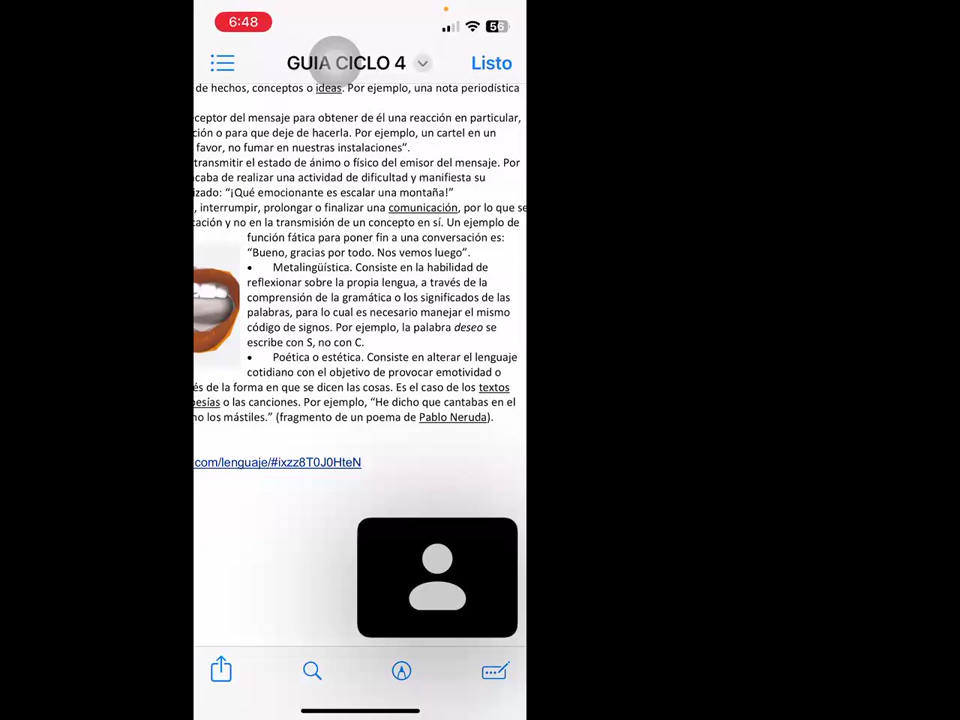 6:48
56
GUIA CICLO 4
Listo
de hechos, conceptos o ideas. Por ejemplo, una nota periodística
ceptor del mensaje para obtener de él una reacción en particular,
ción o para que deje de hacerla. Por ejemplo, un cartel en un
favor, no fumar en nuestras instalaciones”.
transmitir el estado de ánimo o físico del emisor del mensaje. Por
caba de realizar una actividad de dificultad y manifiesta su
izado: “¡Qué emocionante es escalar una montaña!”
, interrumpir, prolongar o finalizar una comunicación, por lo que se
cación y no en la transmisión de un concepto en sí. Un ejemplo de
función fática para poner fin a una conversación es:
“Bueno, gracias por todo. Nos vemos luego”.
• Metalingüística. Consiste en la habilidad de
reflexionar sobre la propia lengua, a través de la
comprensión de la gramática o los significados de las
palabras, para lo cual es necesario manejar el mismo
código de signos. Por ejemplo, la palabra deseo se
escribe con S, no con C.
• Poética o estética. Consiste en alterar el lenguaje
cotidiano con el objetivo de provocar emotividad o
és de la forma en que se dicen las cosas. Es el caso de los textos
oesías o las canciones. Por ejemplo, “He dicho que cantabas en el
no los mástiles.” (fragmento de un poema de Pablo Neruda).
com/lenguaje/#ixzz8T0J0HteN